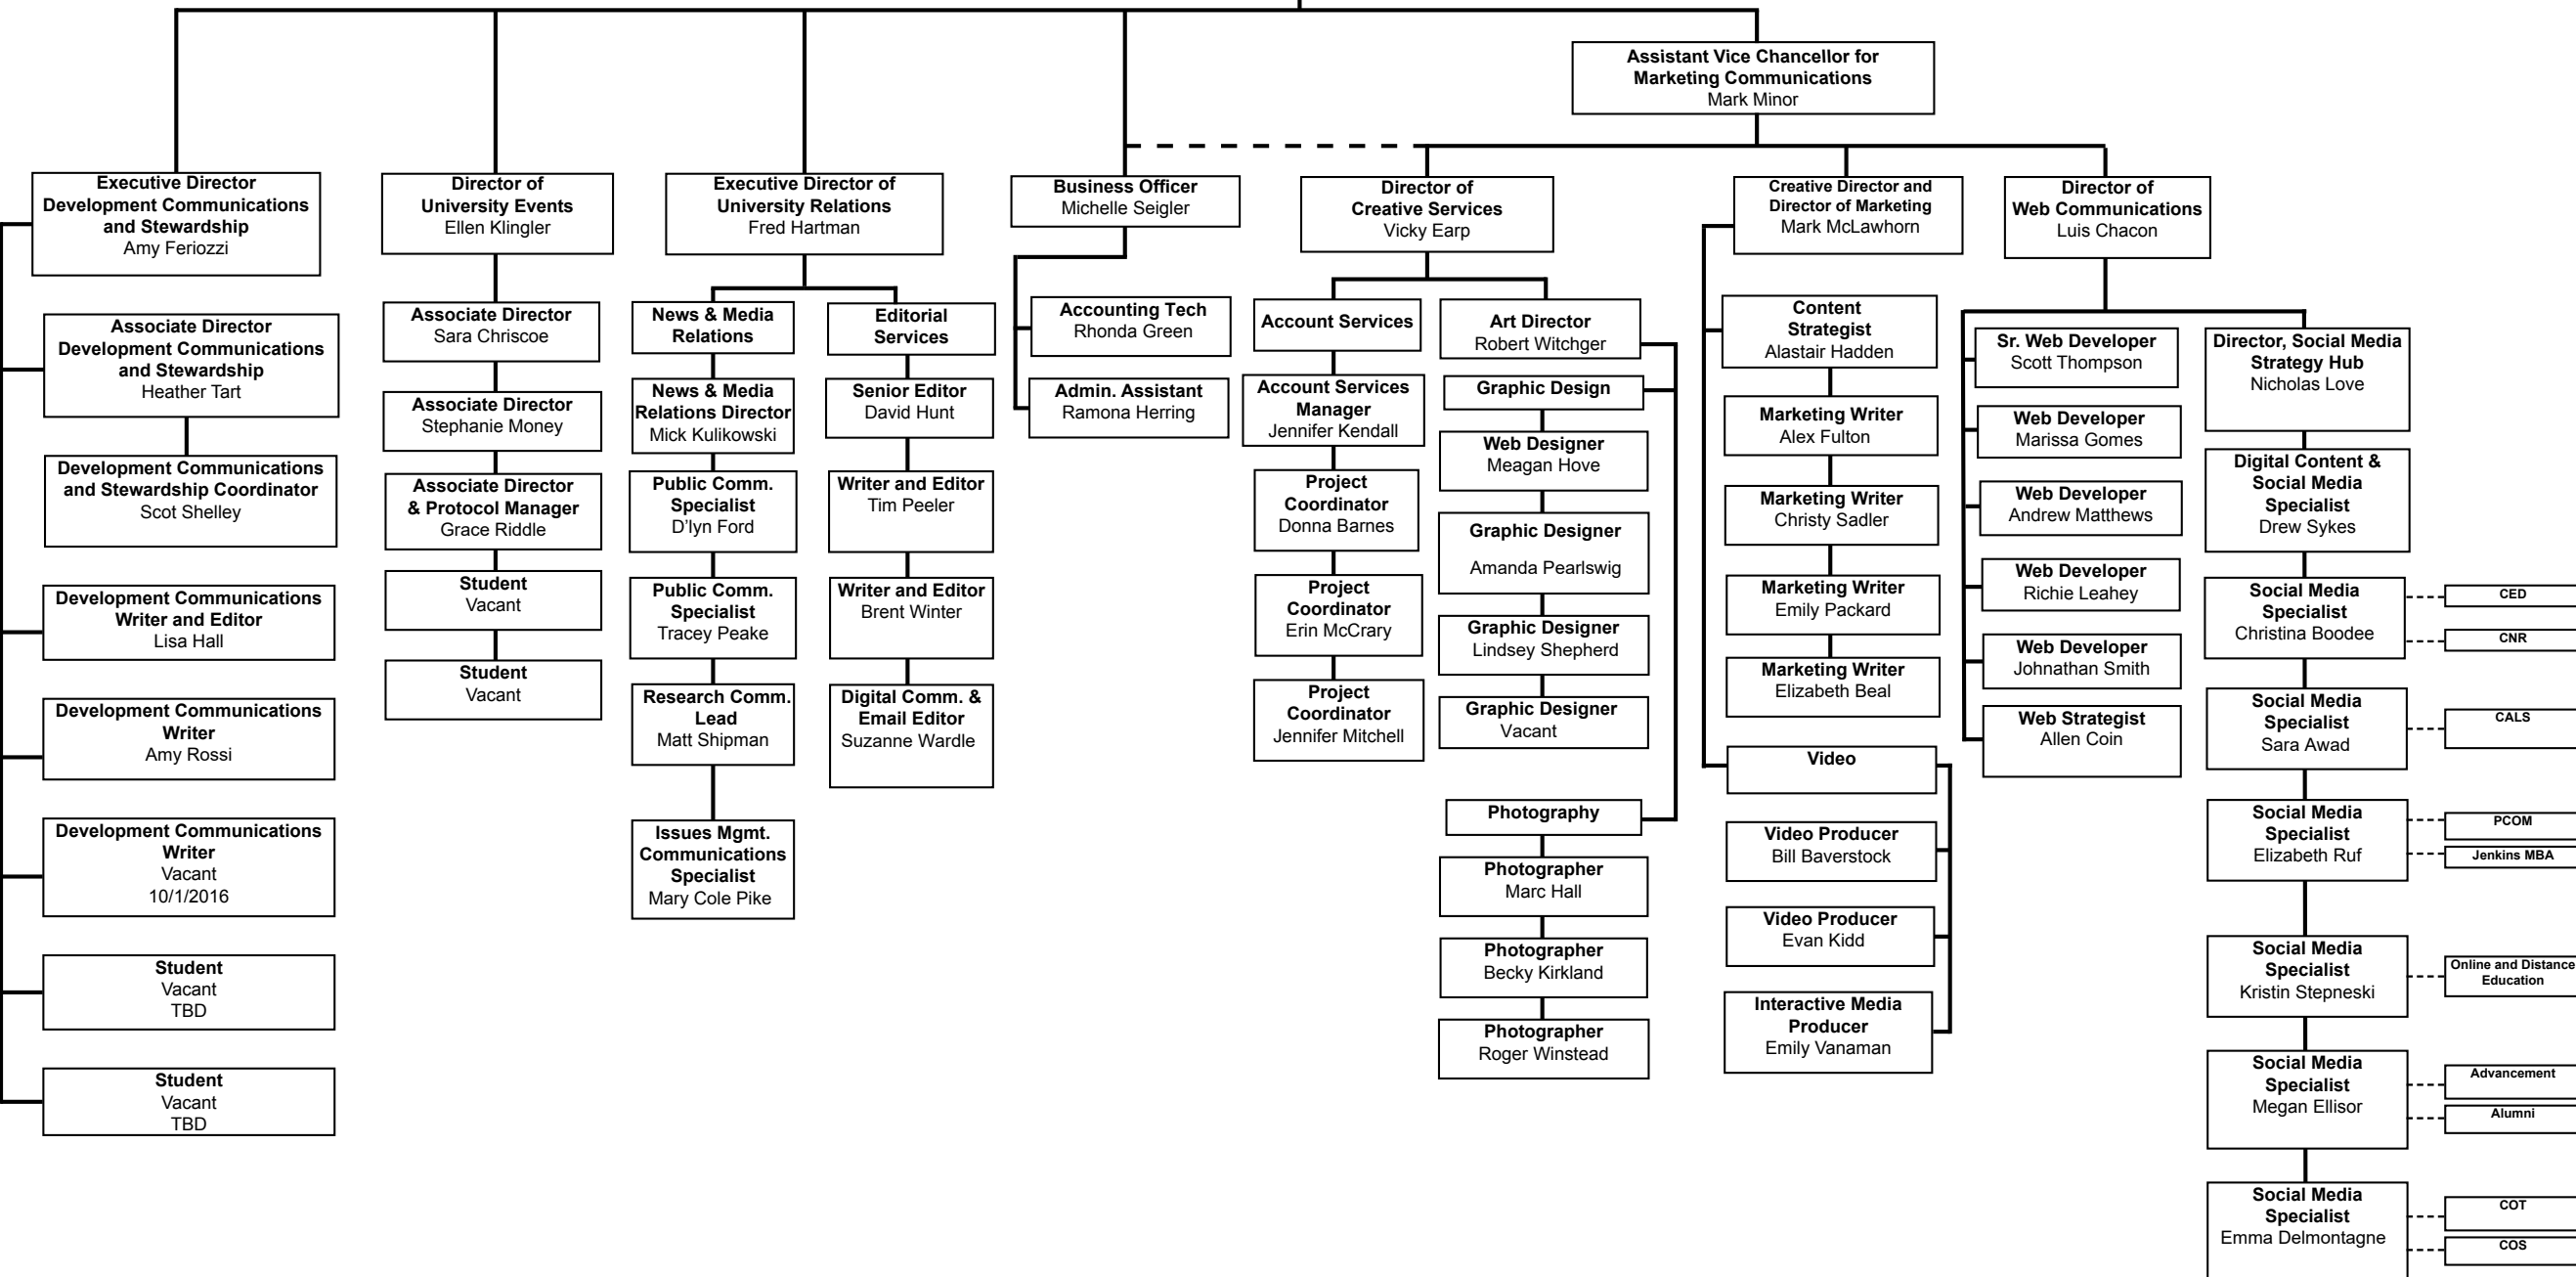 Assistant Vice Chancellor for
Marketing Communications
Mark Minor
Executive Director
Development Communications
and Stewardship
Amy Feriozzi
Associate Director
Development Communications
and Stewardship
Heather Tart
Development Communications
and Stewardship Coordinator
Scot Shelley
Development Communications
Writer and Editor
Lisa Hall
Development Communications
Writer
Amy Rossi
Development Communications
Writer
Vacant
10/1/2016
Student
Vacant
TBD
Student
Vacant
TBD
Director of
University Events
Ellen Klingler
Associate Director
Sara Chriscoe
Associate Director
Stephanie Money
Associate Director
& Protocol Manager
Grace Riddle
Student
Vacant
Student
Vacant
Executive Director of
University Relations
Fred Hartman
News & Media
Relations
News & Media
Relations Director
Mick Kulikowski
Public Comm.
Specialist
D'lyn Ford
Public Comm.
Specialist
Tracey Peake
Research Comm.
Lead
Matt Shipman
Issues Mgmt.
Communications
Specialist
Mary Cole Pike
Editorial
Services
Senior Editor
David Hunt
Writer and Editor
Tim Peeler
Writer and Editor
Brent Winter
Digital Comm. &
Email Editor
Suzanne Wardle
Business Officer
Michelle Seigler
Accounting Tech
Rhonda Green
Admin. Assistant
Ramona Herring
Director of
Creative Services
Vicky Earp
Account Services
Account Services
Manager
Jennifer Kendall
Project
Coordinator
Donna Barnes
Project
Coordinator
Erin McCrary
Project
Coordinator
Jennifer Mitchell
Art Director
Robert Witchger
Graphic Design
Web Designer
Meagan Hove
Graphic Designer
Amanda Pearlswig
Graphic Designer
Lindsey Shepherd
Graphic Designer
Vacant
Photography
Photographer
Marc Hall
Photographer
Becky Kirkland
Photographer
Roger Winstead
Creative Director and
Director of Marketing
Mark McLawhorn
Content
Strategist
Alastair Hadden
Marketing Writer
Alex Fulton
Marketing Writer
Christy Sadler
Marketing Writer
Emily Packard
Marketing Writer
Elizabeth Beal
Video
Video Producer
Bill Baverstock
Video Producer
Evan Kidd
Interactive Media
Producer
Emily Vanaman
Director of
Web Communications
Luis Chacon
Sr. Web Developer
Scott Thompson
Web Developer
Marissa Gomes
Web Developer
Andrew Matthews
Web Developer
Richie Leahey
Web Developer
Johnathan Smith
Web Strategist
Allen Coin
Director, Social Media
Strategy Hub
Nicholas Love
Digital Content &
Social Media
Specialist
Drew Sykes
Social Media
Specialist
Christina Boodee
CED
CNR
Social Media
Specialist
Sara Awad
CALS
Social Media
Specialist
Elizabeth Ruf
PCOM
Jenkins MBA
Social Media
Specialist
Kristin Stepneski
Online and Distance
Education
Social Media
Specialist
Megan Ellisor
Advancement
Alumni
Social Media
Specialist
Emma Delmontagne
COT
COS